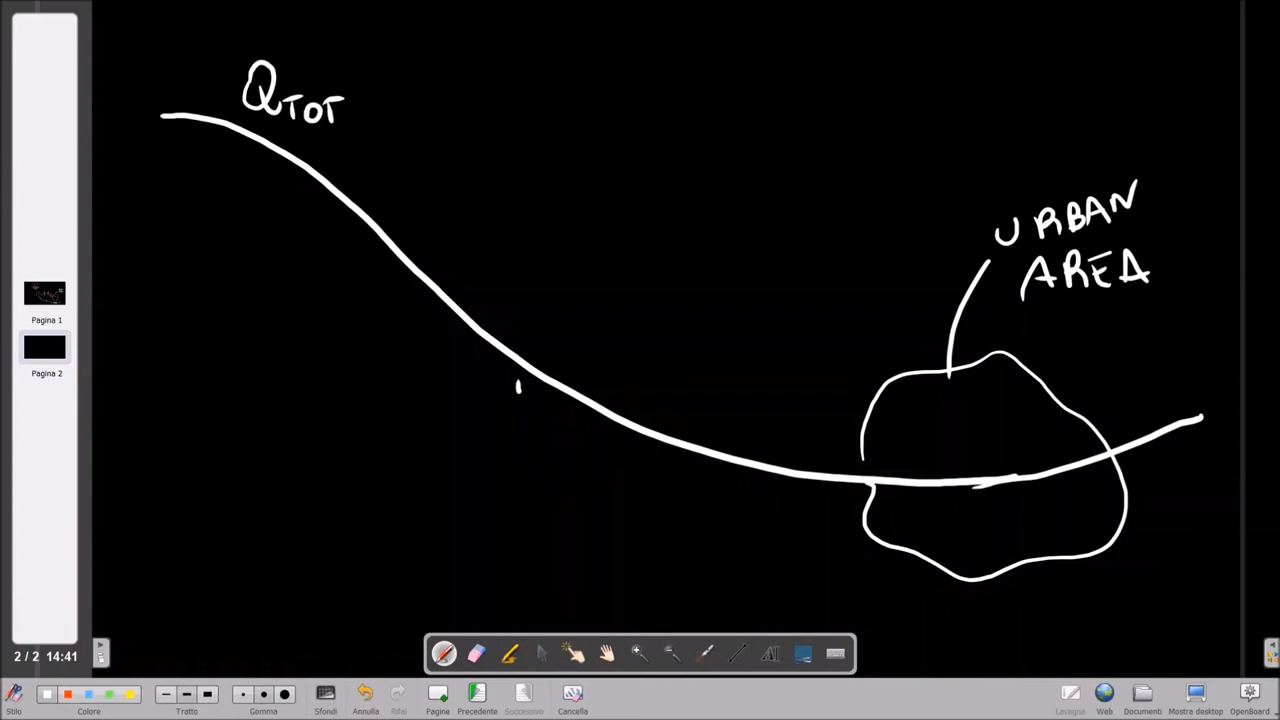 QTOT
URBAN
AREA
Pagina 1
Pagina 2
2 / 2 14:41
Stilo
Colore
Tratto
Gomma
Sfondi
Annulla
Rifai
Pagine
Precedente
Successivo
Cancella
Lavagna
Web
Documenti
Mostra desktop
OpenBoard